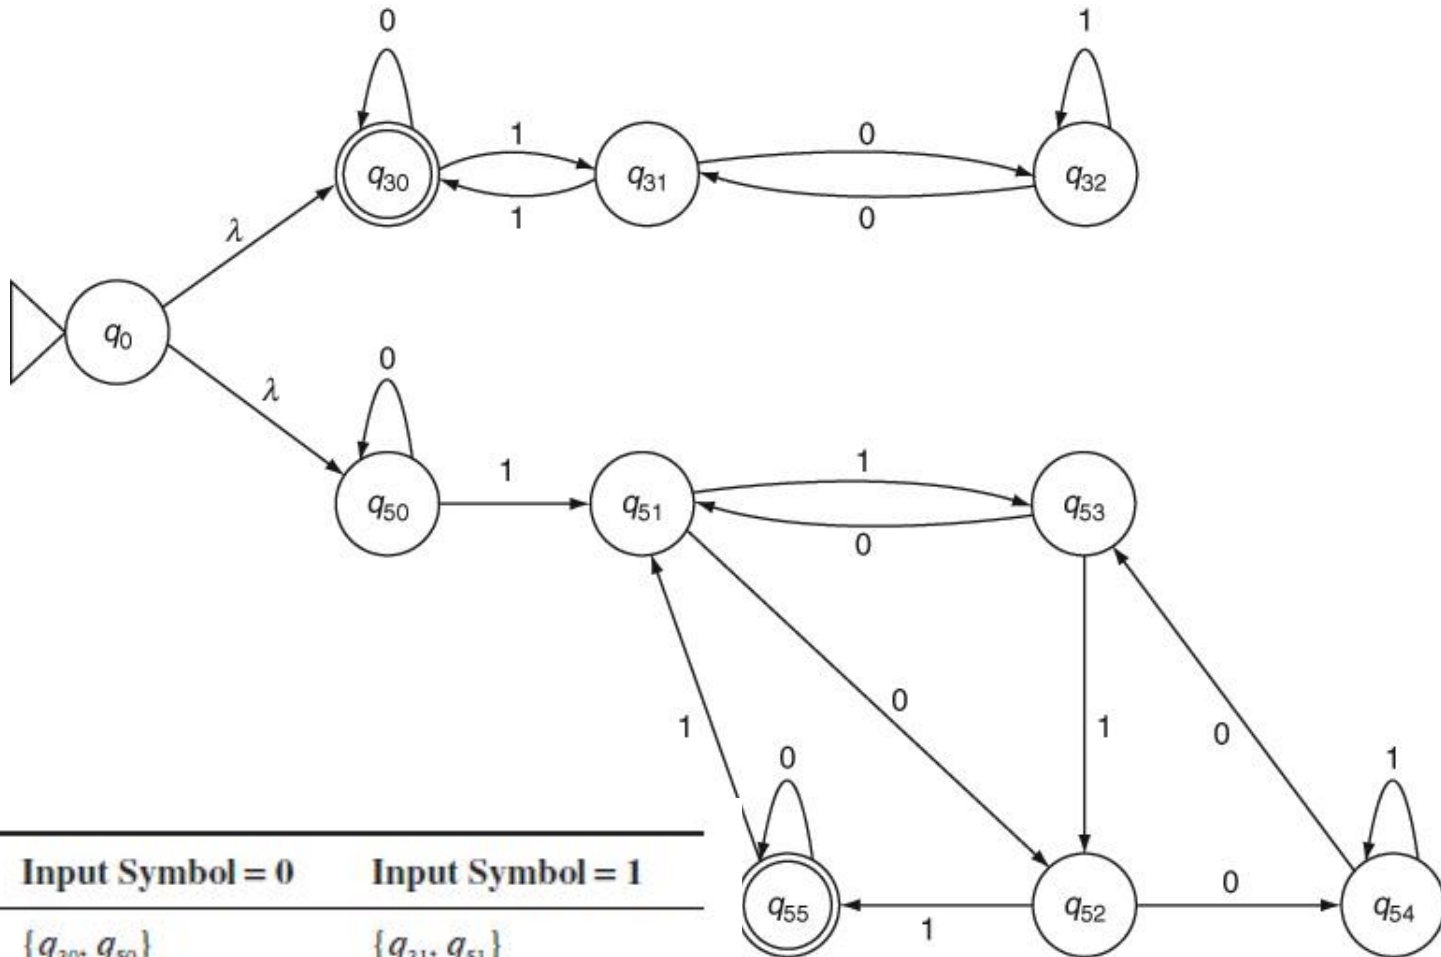 0
1
q30
1
1
q31
0
0
q32
λ
q0
λ
0
q50
1
q51
1
0
q53
1
0
1
0
1
0
q55
1
q52
0
q54
Input Symbol = 0 Input Symbol = 1
{q30, q50} {q31, q51}